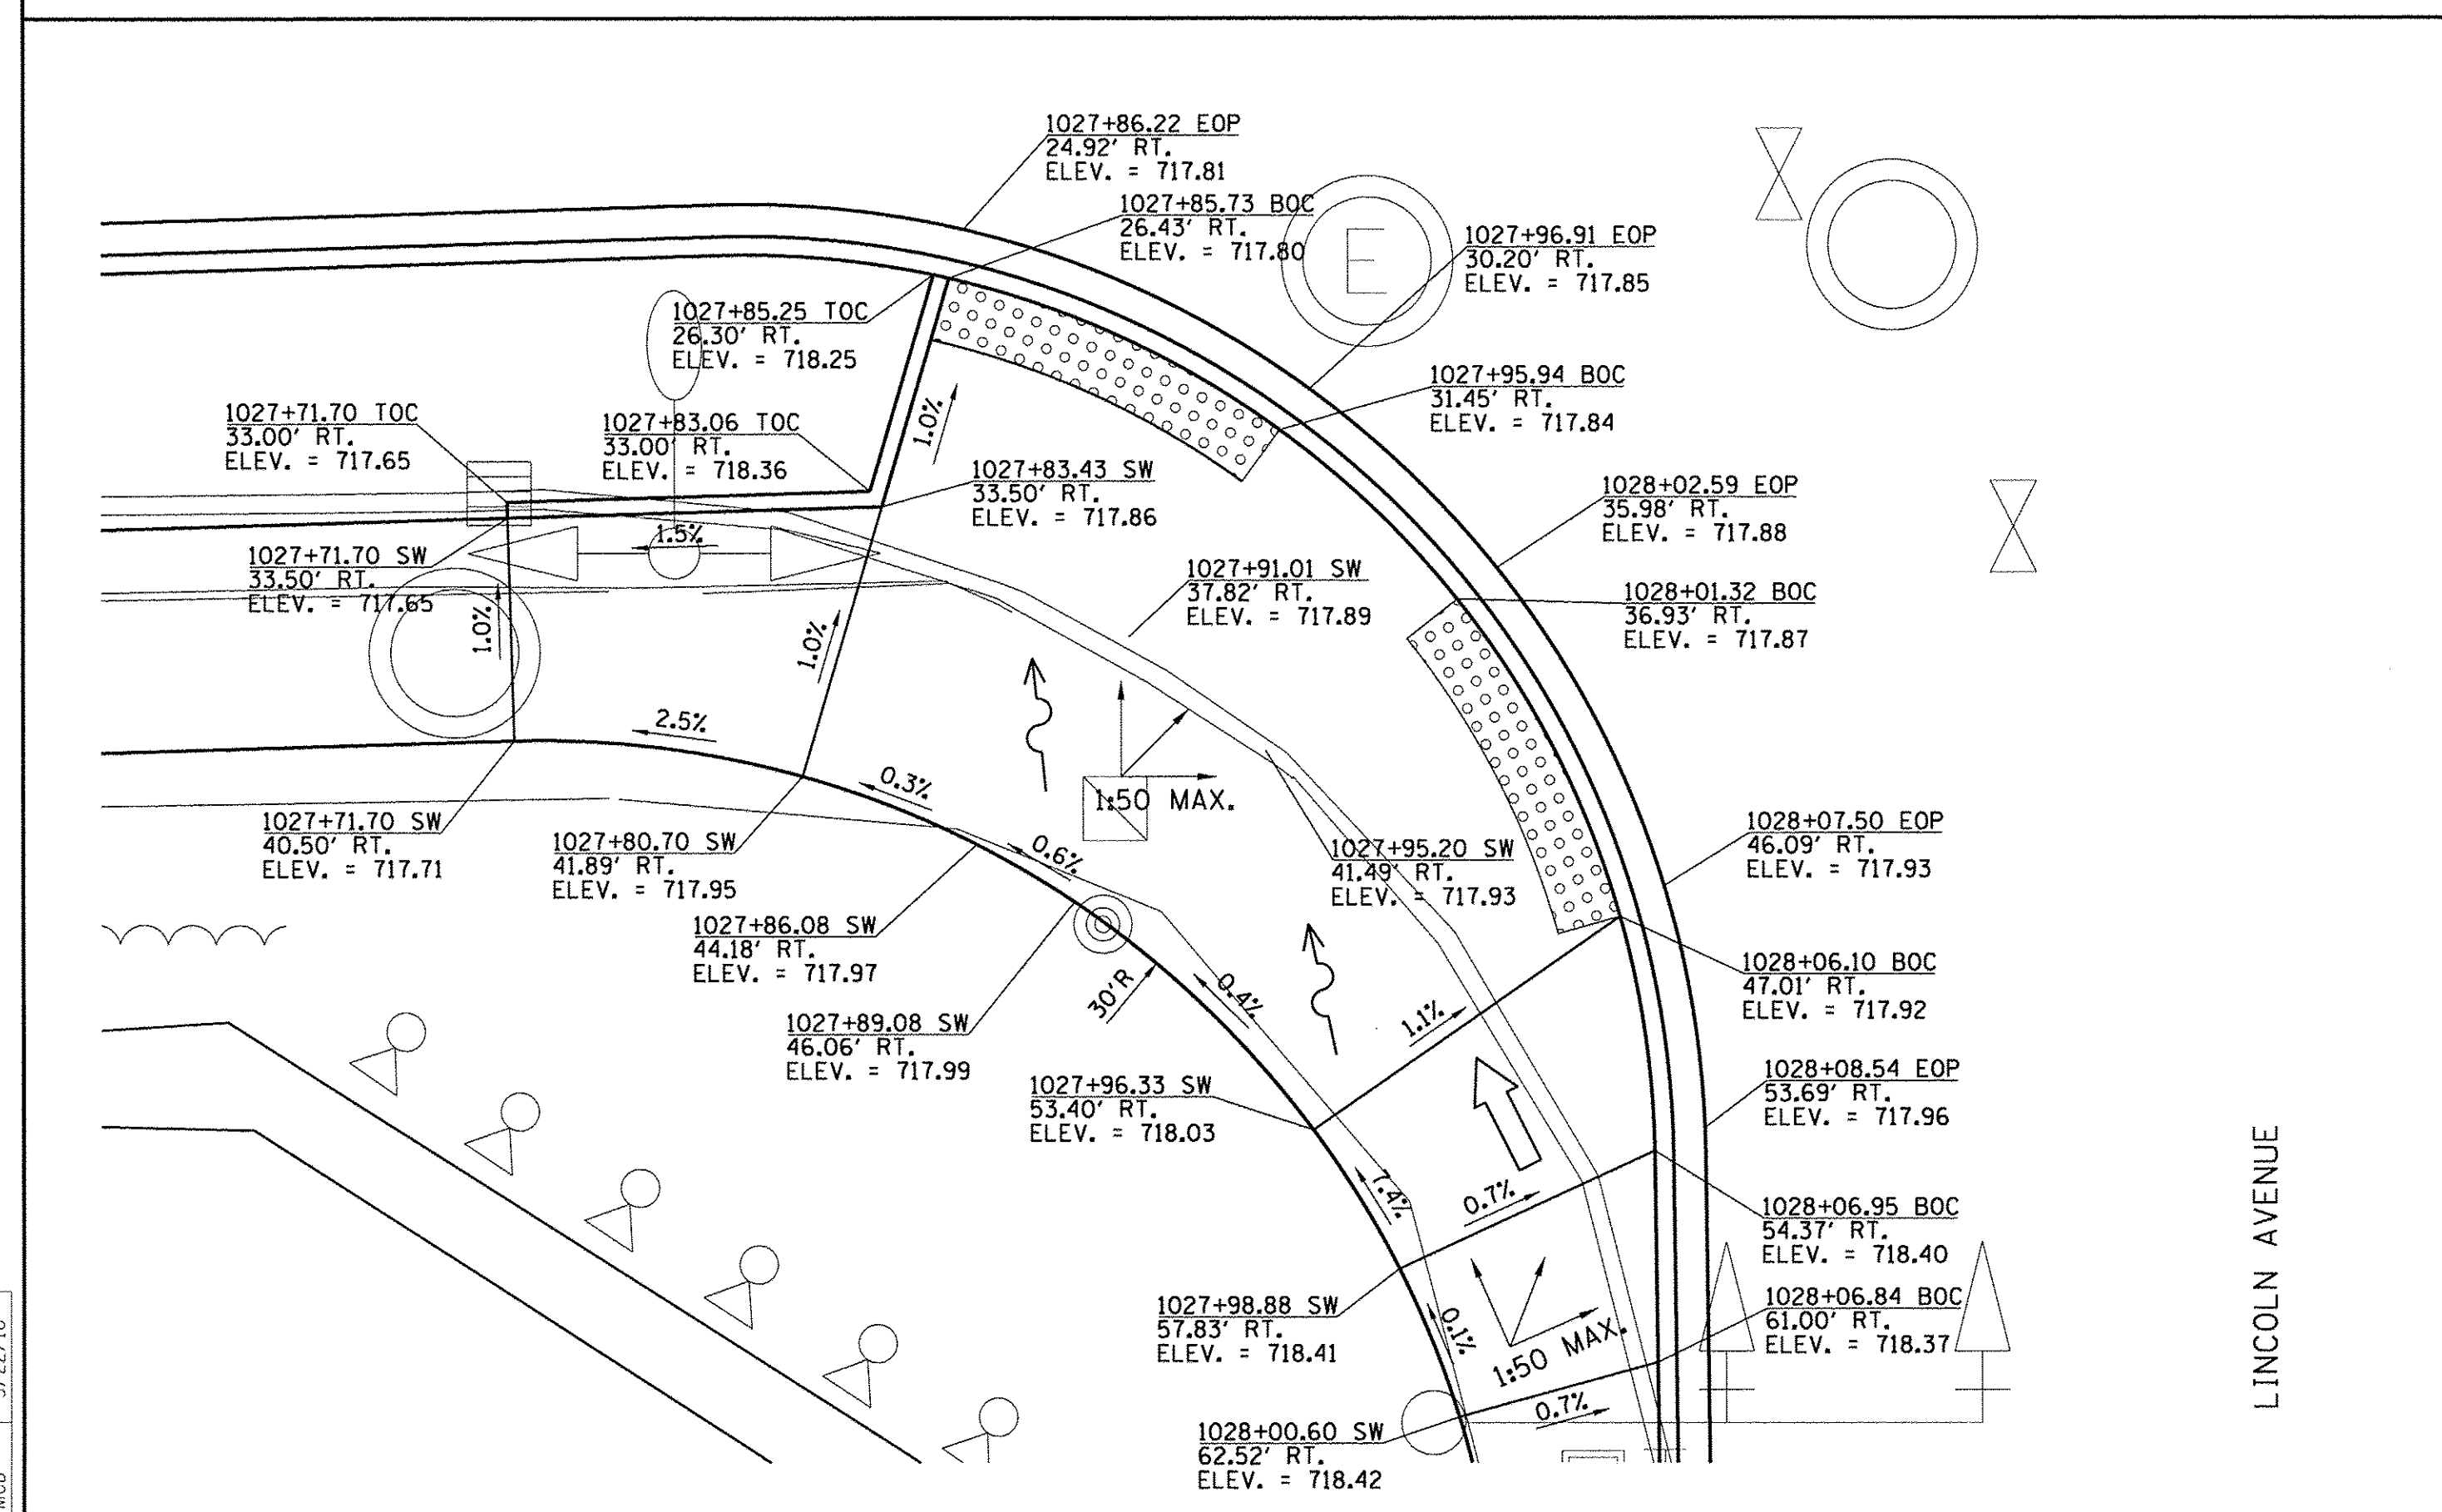 1027+86.22 EOP
24.92' RT.
ELEV. = 717.81
1027+85.73 BOC
26.43' RT.
ELEV. = 717.80
E
1027+96.91 EOP
30.20' RT.
ELEV. = 717.85
1027+85.25 TOC
26.30' RT.
ELEV. = 718.25
1027+95.94 BOC
31.45' RT.
ELEV. = 717.84
1027+71.70 TOC
33.00' RT.
ELEV. = 717.65
1027+83.06 TOC
33.00' RT.
ELEV. = 718.36
1.0%
1027+83.43 SW
33.50' RT.
ELEV. = 717.86
1028+02.59 EOP
35.98' RT.
ELEV. = 717.88
1.5%
1027+71.70 SW
33.50' RT.
ELEV. = 717.65
1027+91.01 SW
37.82' RT.
ELEV. = 717.89
1028+01.32 BOC
36.93' RT.
ELEV. = 717.87
1.0%
1.0%
2.5%
0.3%
1:50 MAX.
1027+71.70 SW
40.50' RT.
ELEV. = 717.71
1027+80.70 SW
41.89' RT.
ELEV. = 717.95
0.6%
1027+95.20 SW
41.49' RT.
ELEV. = 717.93
1028+07.50 EOP
46.09' RT.
ELEV. = 717.93
1027+86.08 SW
44.18' RT.
ELEV. = 717.97
1028+06.10 BOC
47.01' RT.
ELEV. = 717.92
30'R
0.4%
1.1%
1027+89.08 SW
46.06' RT.
ELEV. = 717.99
1027+96.33 SW
53.40' RT.
ELEV. = 718.03
1028+08.54 EOP
53.69' RT.
ELEV. = 717.96
7.4%
0.7%
1028+06.95 BOC
54.37' RT.
ELEV. = 718.40
1027+98.88 SW
57.83' RT.
ELEV. = 718.41
0.1%
1:50 MAX.
1028+06.84 BOC
61.00' RT.
ELEV. = 718.37
0.7%
1028+00.60 SW
62.52' RT.
ELEV. = 718.42
LINCOLN AVENUE